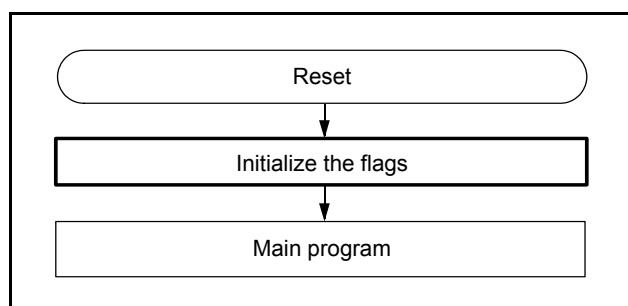 Reset
Initialize the flags
Main program